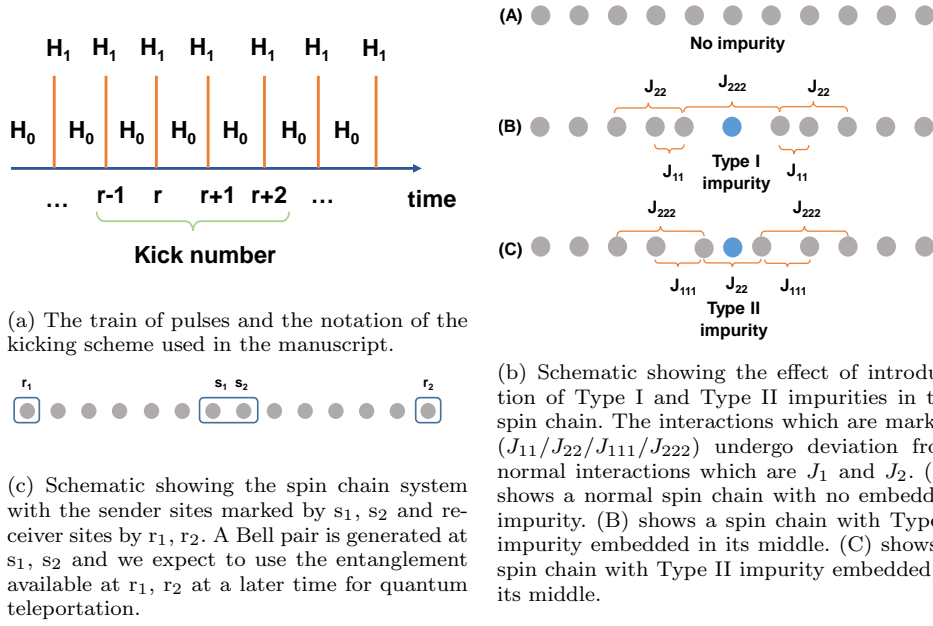 H1 H1 H1 H1 H1 H1 H1
H0 H0 H0 H0 H0 H0 H0
... r-1 r r+1 r+2 ... time
Kick number
(a) The train of pulses and the notation of the
kicking scheme used in the manuscript.
r1 s1 s2 r2
(c) Schematic showing the spin chain system
with the sender sites marked by s1, s2 and re-
ceiver sites by r1, r2. A Bell pair is generated at
s1, s2 and we expect to use the entanglement
available at r1, r2 at a later time for quantum
teleportation.
(A)
No impurity
J22 J222 J22
(B)
J11 Type I J11
impurity
J222 J222
(C)
J111 J22 J111
Type II
impurity
(b) Schematic showing the effect of introdu
tion of Type I and Type II impurities in t
spin chain. The interactions which are mark
(J11/J22/J111/J222) undergo deviation fro
normal interactions which are J1 and J2. (
shows a normal spin chain with no embedd
impurity. (B) shows a spin chain with Type
impurity embedded in its middle. (C) shows
spin chain with Type II impurity embedded
its middle.